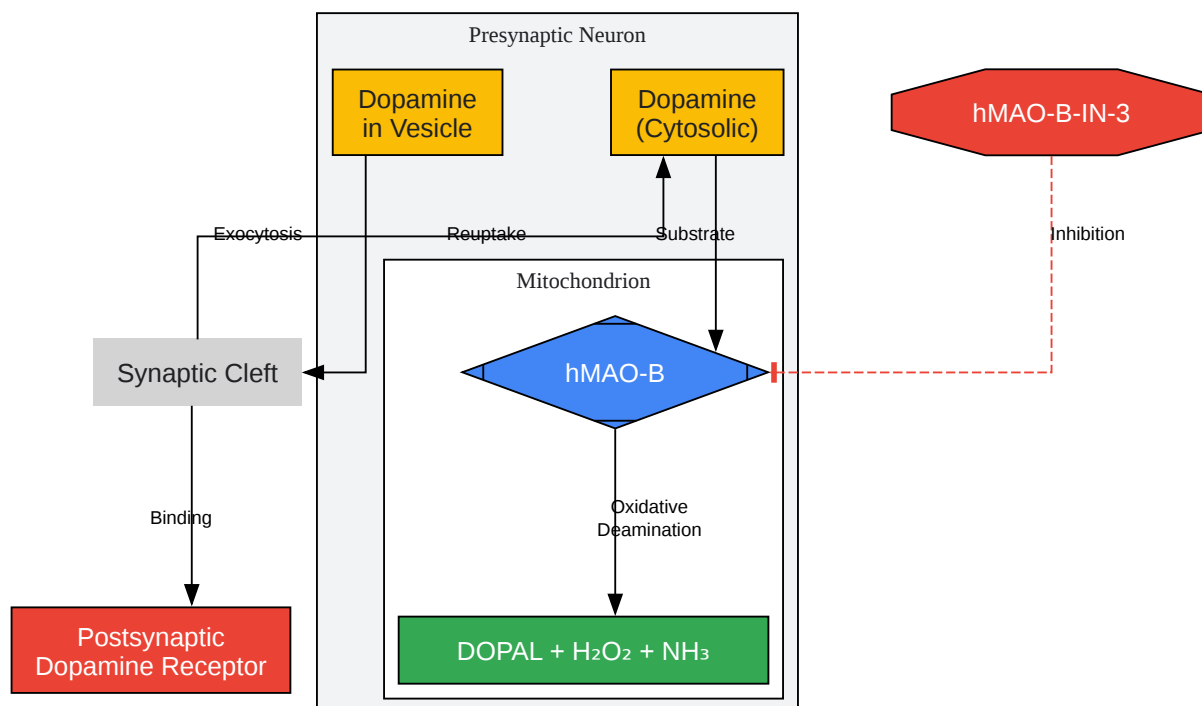 Presynaptic Neuron
Dopamine
in Vesicle
Dopamine
(Cytosolic)
hMAO-B-IN-3
Exocytosis
Reuptake
Substrate
Inhibition
Mitochondrion
Synaptic Cleft
hMAO-B
Binding
Oxidative
Deamination
Postsynaptic
Dopamine Receptor
DOPAL + H₂O₂ + NH₃